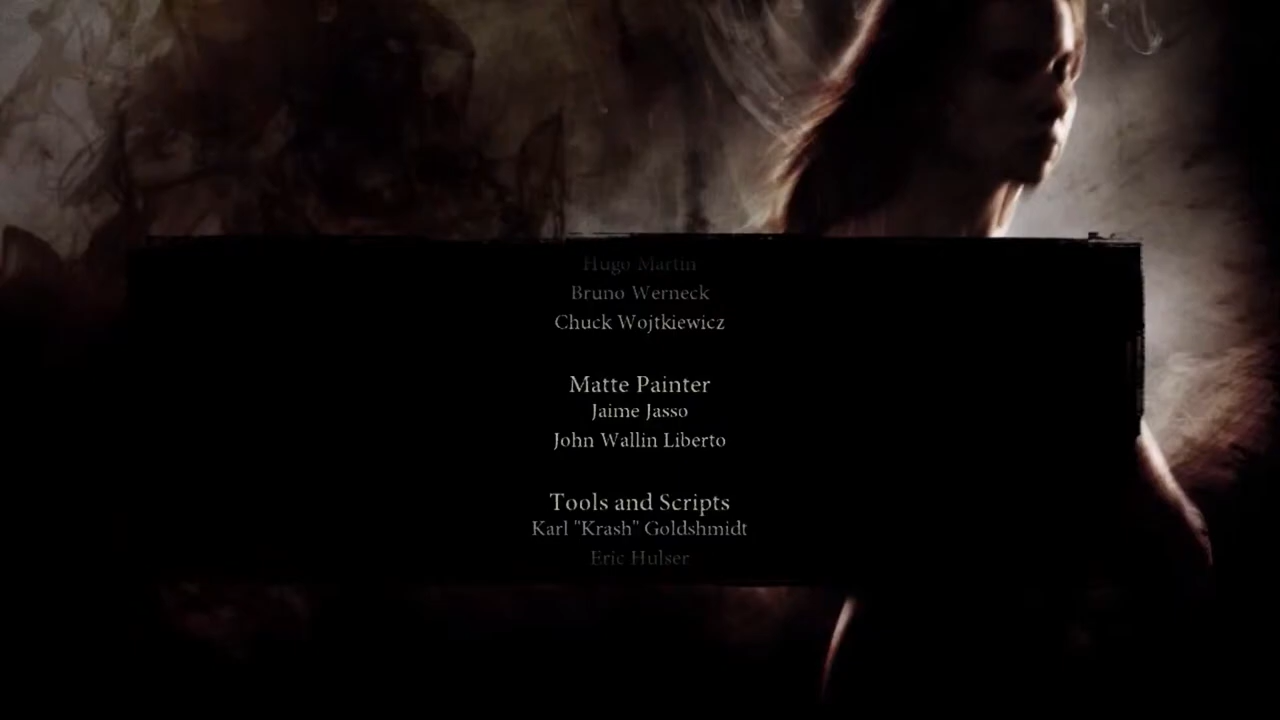 Hugo Martin
Bruno Werneck
Chuck Wojtkiewicz
Matte Painter
Jaime Jasso
John Wallin Liberto
Tools and Scripts
Karl "Krash" Goldshmidt
Eric Hulser